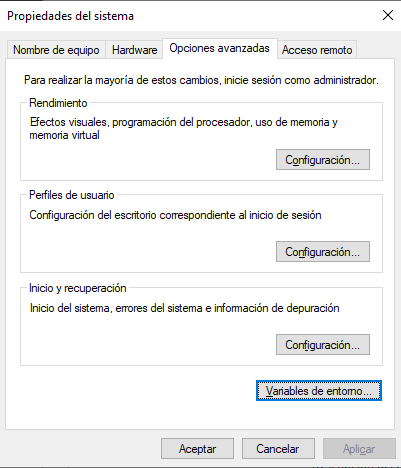 Propiedades del sistema
Nombre de equipo Hardware Opciones avanzadas Acceso remoto
Para realizar la mayoría de estos cambios, inicie sesión como administrador.
Rendimiento
Efectos visuales, programación del procesador, uso de memoria y
memoria virtual
Configuración...
Perfiles de usuario
Configuración del escritorio correspondiente al inicio de sesión
Configuración...
Inicio y recuperación
Inicio del sistema, errores del sistema e información de depuración
Configuración...
Variables de entorno...
Aceptar Cancelar Aplicar